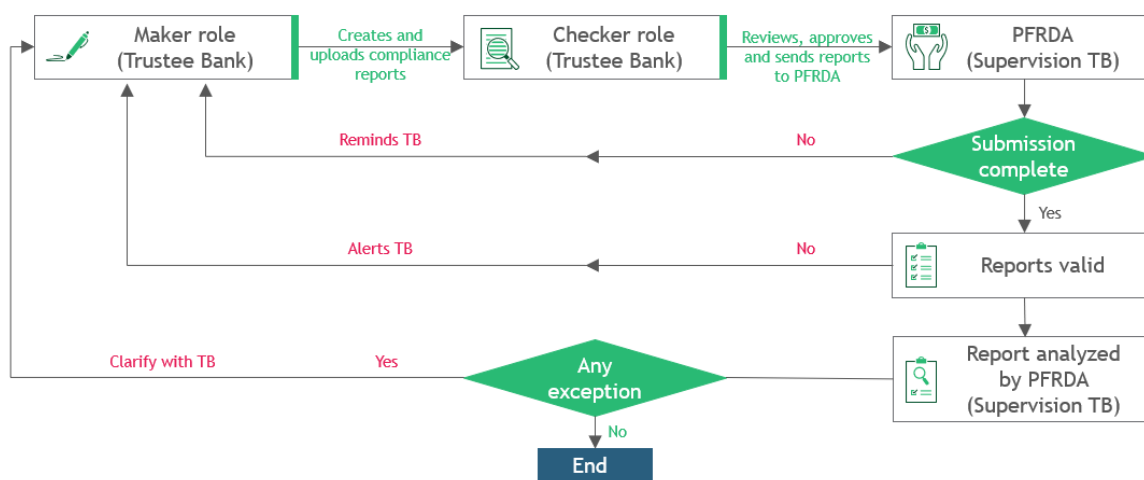 Maker role
(Trustee Bank)
Creates and
uploads compliance
reports
Checker role
(Trustee Bank)
Reviews, approves
and sends reports
to PFRDA
PFRDA
(Supervision TB)
$
Reminds TB
No
Submission
complete
Yes
Alerts TB
No
Reports valid
Clarify with TB
Yes
Any
exception
Report analyzed
by PFRDA
(Supervision TB)
No
End